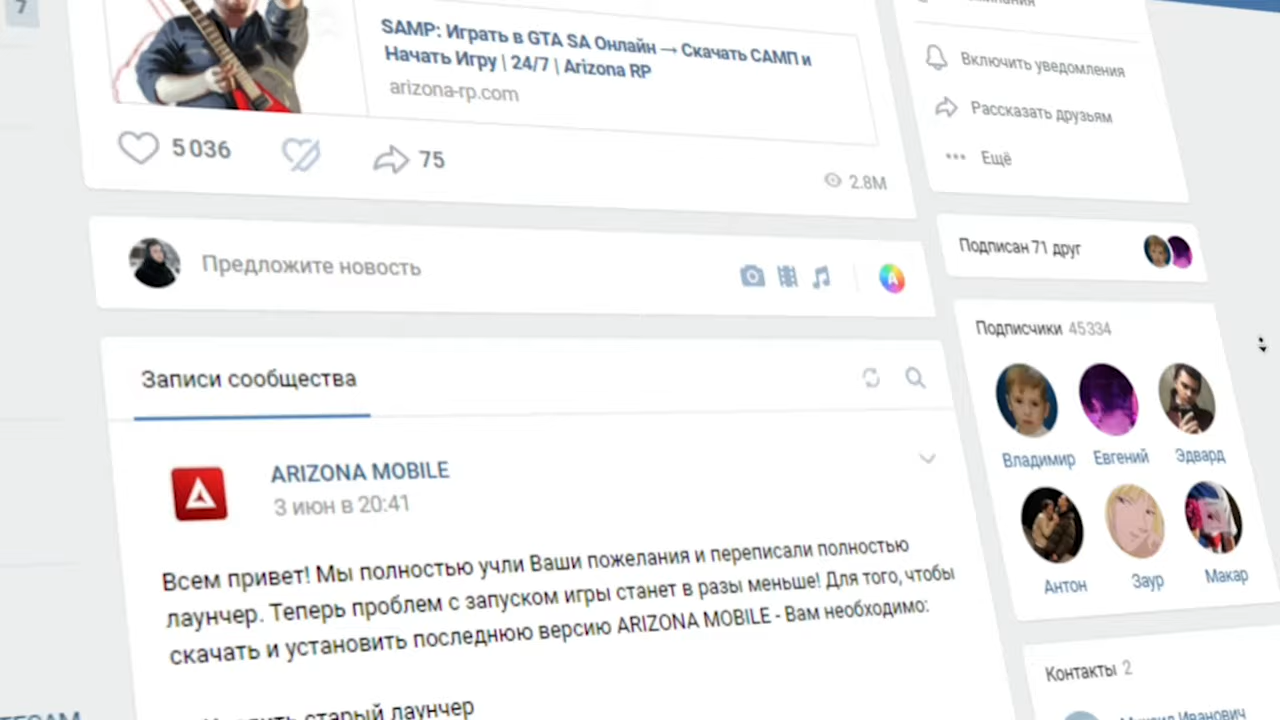 7
SAMP: Играть в GTA SA Онлайн → Скачать САМП и
Начать Игру | 24/7 | Arizona RP
arizona-rp.com
5 036
75
2.8M
Включить уведомления
Рассказать друзьям
Ещё
Предложите новость
Подписан 71 друг
Записи сообщества
Подписчики 45334
Владимир
Евгений
Эдвард
Антон
Заур
Макар
ARIZONA MOBILE
3 июн в 20:41
Всем привет! Мы полностью учли Ваши пожелания и переписали полностью
лаунчер. Теперь проблем с запуском игры станет в разы меньше! Для того, чтобы
скачать и установить последнюю версию ARIZONA MOBILE - Вам необходимо:
старый лаунчер
Контакты 2
Михаил Иванович